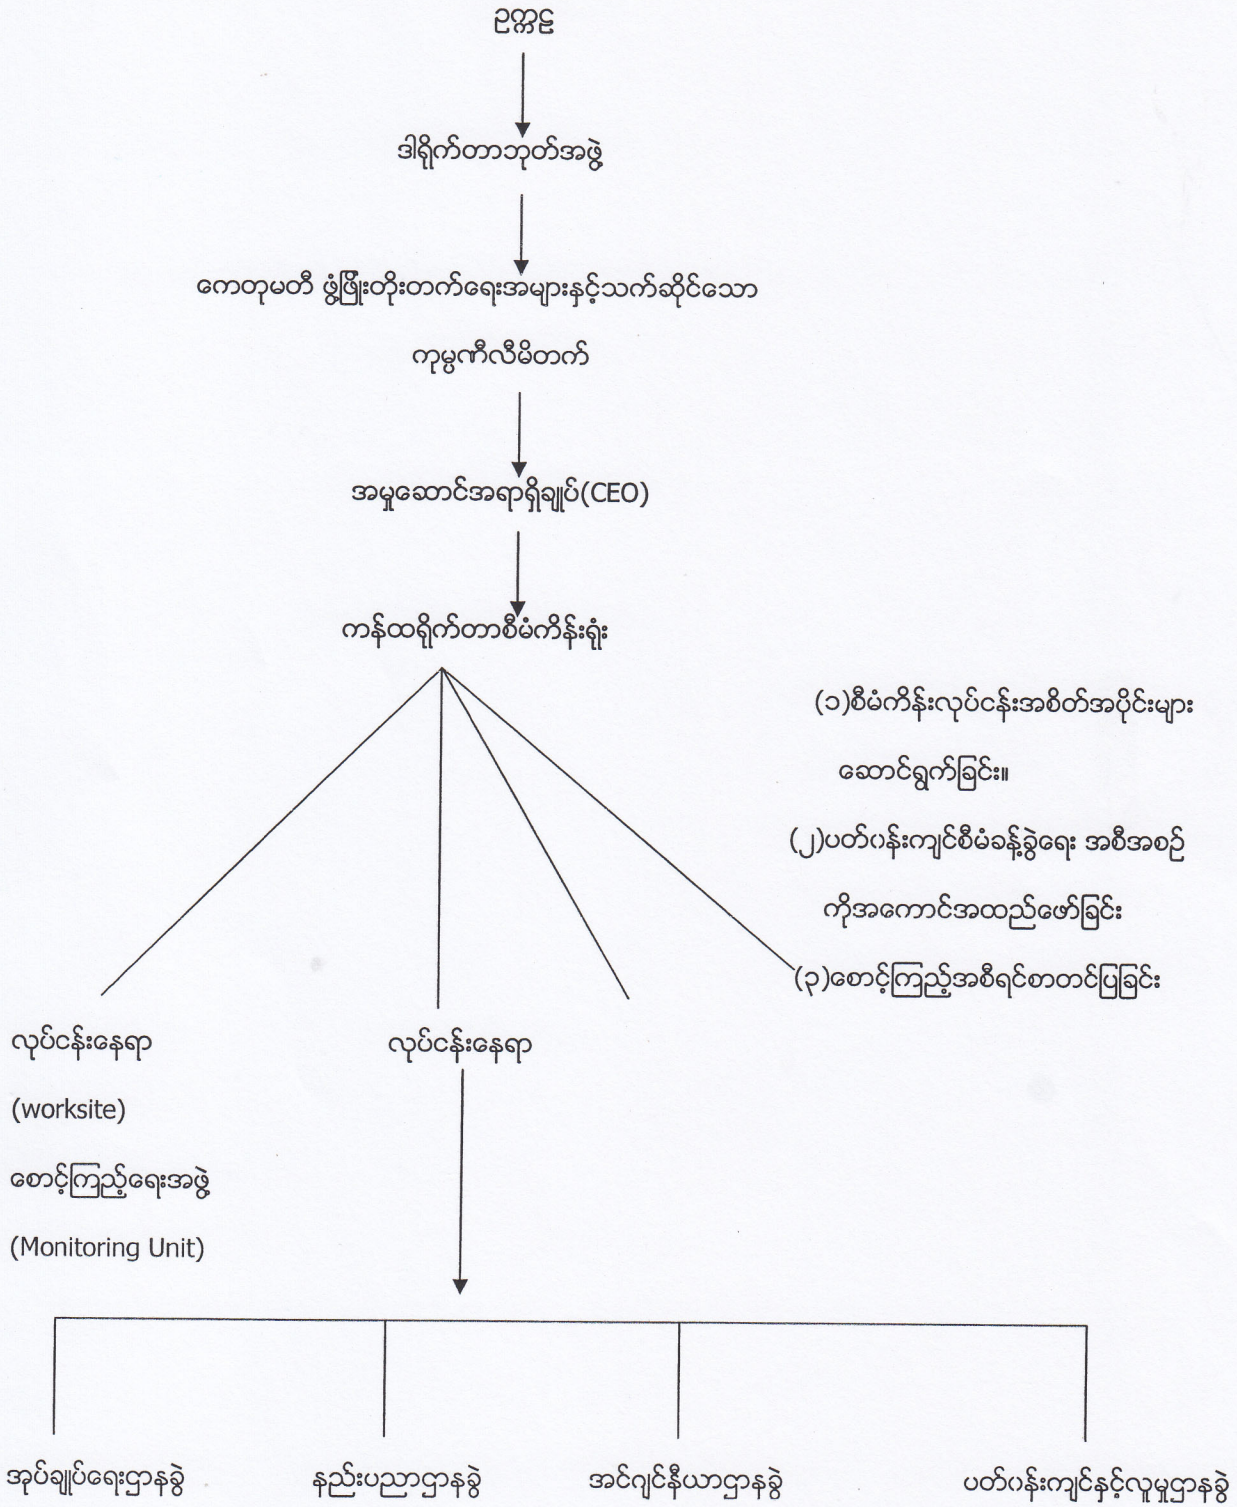 ဥက္ကဋ္ဌ
ဒါရိုက်တာဘုတ်အဖွဲ့
ကေတုမတီ ဖွံ့ဖြိုးတိုးတက်ရေးအများနှင့်သက်ဆိုင်သော
ကုမ္ပဏီလီမိတက်
အမှုဆောင်အရာရှိချုပ်(CEO)
ကန်ထရိုက်တာစီမံကိန်းရုံး
(၁)စီမံကိန်းလုပ်ငန်းအစိတ်အပိုင်းများ
ဆောင်ရွက်ခြင်း။
(၂)ပတ်ဝန်းကျင်စီမံခန့်ခွဲရေး အစီအစဉ်
ကိုအကောင်အထည်ဖော်ခြင်း
(၃)စောင့်ကြည့်အစီရင်စာတင်ပြခြင်း
လုပ်ငန်းနေရာ လုပ်ငန်းနေရာ
(worksite)
စောင့်ကြည့်ရေးအဖွဲ့
(Monitoring Unit)
အုပ်ချုပ်ရေးဌာနခွဲ နည်းပညာဌာနခွဲ အင်ဂျင်နီယာဌာနခွဲ ပတ်ဝန်းကျင်နှင့်လူမှုဌာနခွဲ